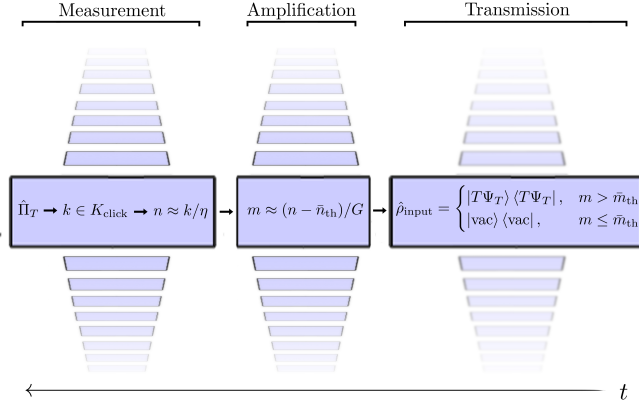 Measurement Amplification Transmission
Π̂_T → k ∈ K_click → n ≈ k/η → m ≈ (n − n̄_th)/G → ρ̂_input = { |TΨ_T⟩ ⟨TΨ_T| , m > m̄_th
|vac⟩ ⟨vac| , m ≤ m̄_th
t